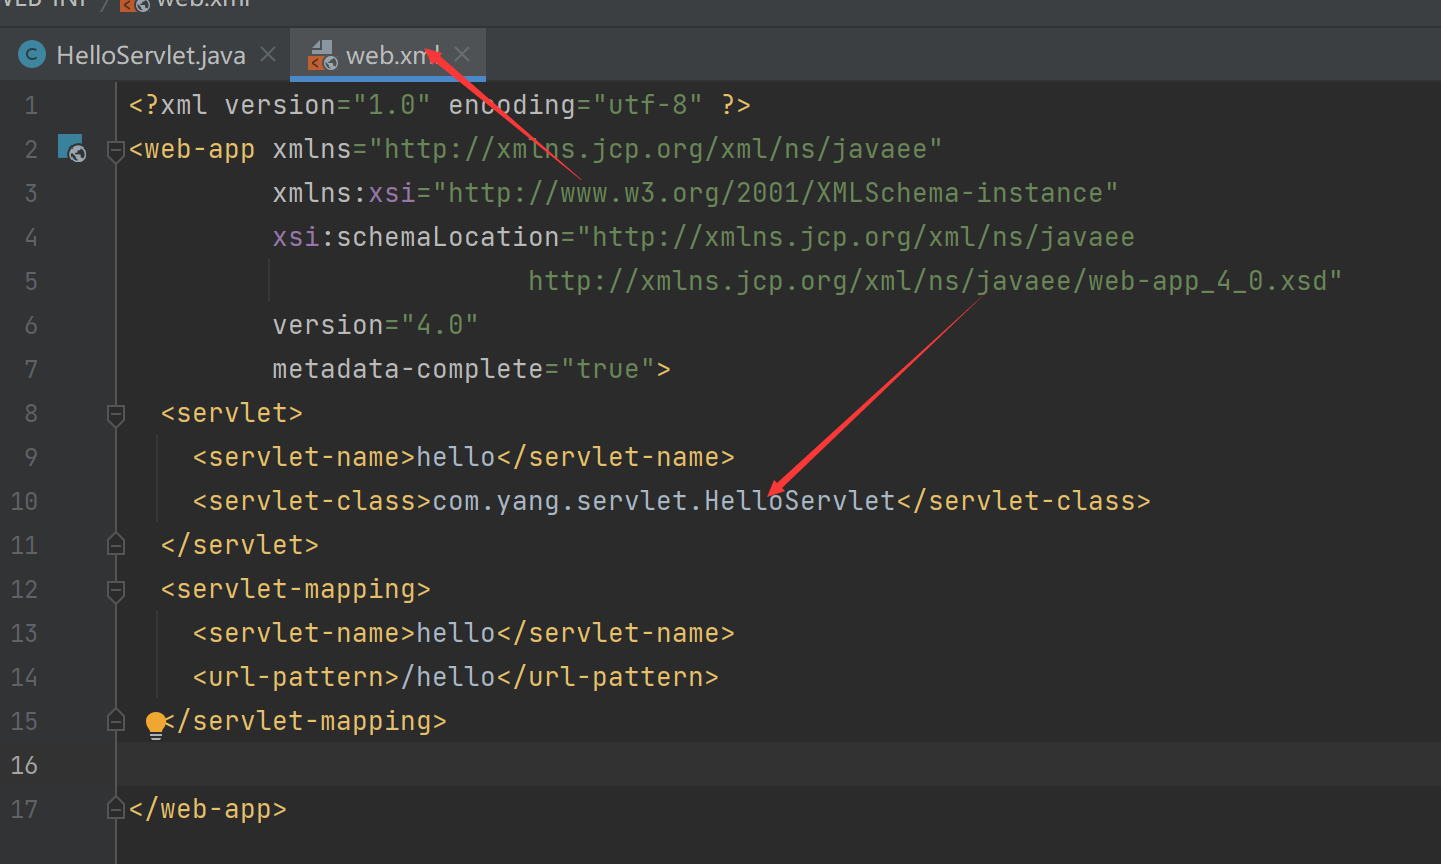 web.xml
HelloServlet.java
web.xml
1 <?xml version="1.0" encoding="utf-8" ?>
2 <web-app xmlns="http://xmlns.jcp.org/xml/ns/javaee"
3 xmlns:xsi="http://www.w3.org/2001/XMLSchema-instance"
4 xsi:schemaLocation="http://xmlns.jcp.org/xml/ns/javaee
5 http://xmlns.jcp.org/xml/ns/javaee/web-app_4_0.xsd"
6 version="4.0"
7 metadata-complete="true">
8 <servlet>
9 <servlet-name>hello</servlet-name>
10 <servlet-class>com.yang.servlet.HelloServlet</servlet-class>
11 </servlet>
12 <servlet-mapping>
13 <servlet-name>hello</servlet-name>
14 <url-pattern>/hello</url-pattern>
15 </servlet-mapping>
16
17 </web-app>